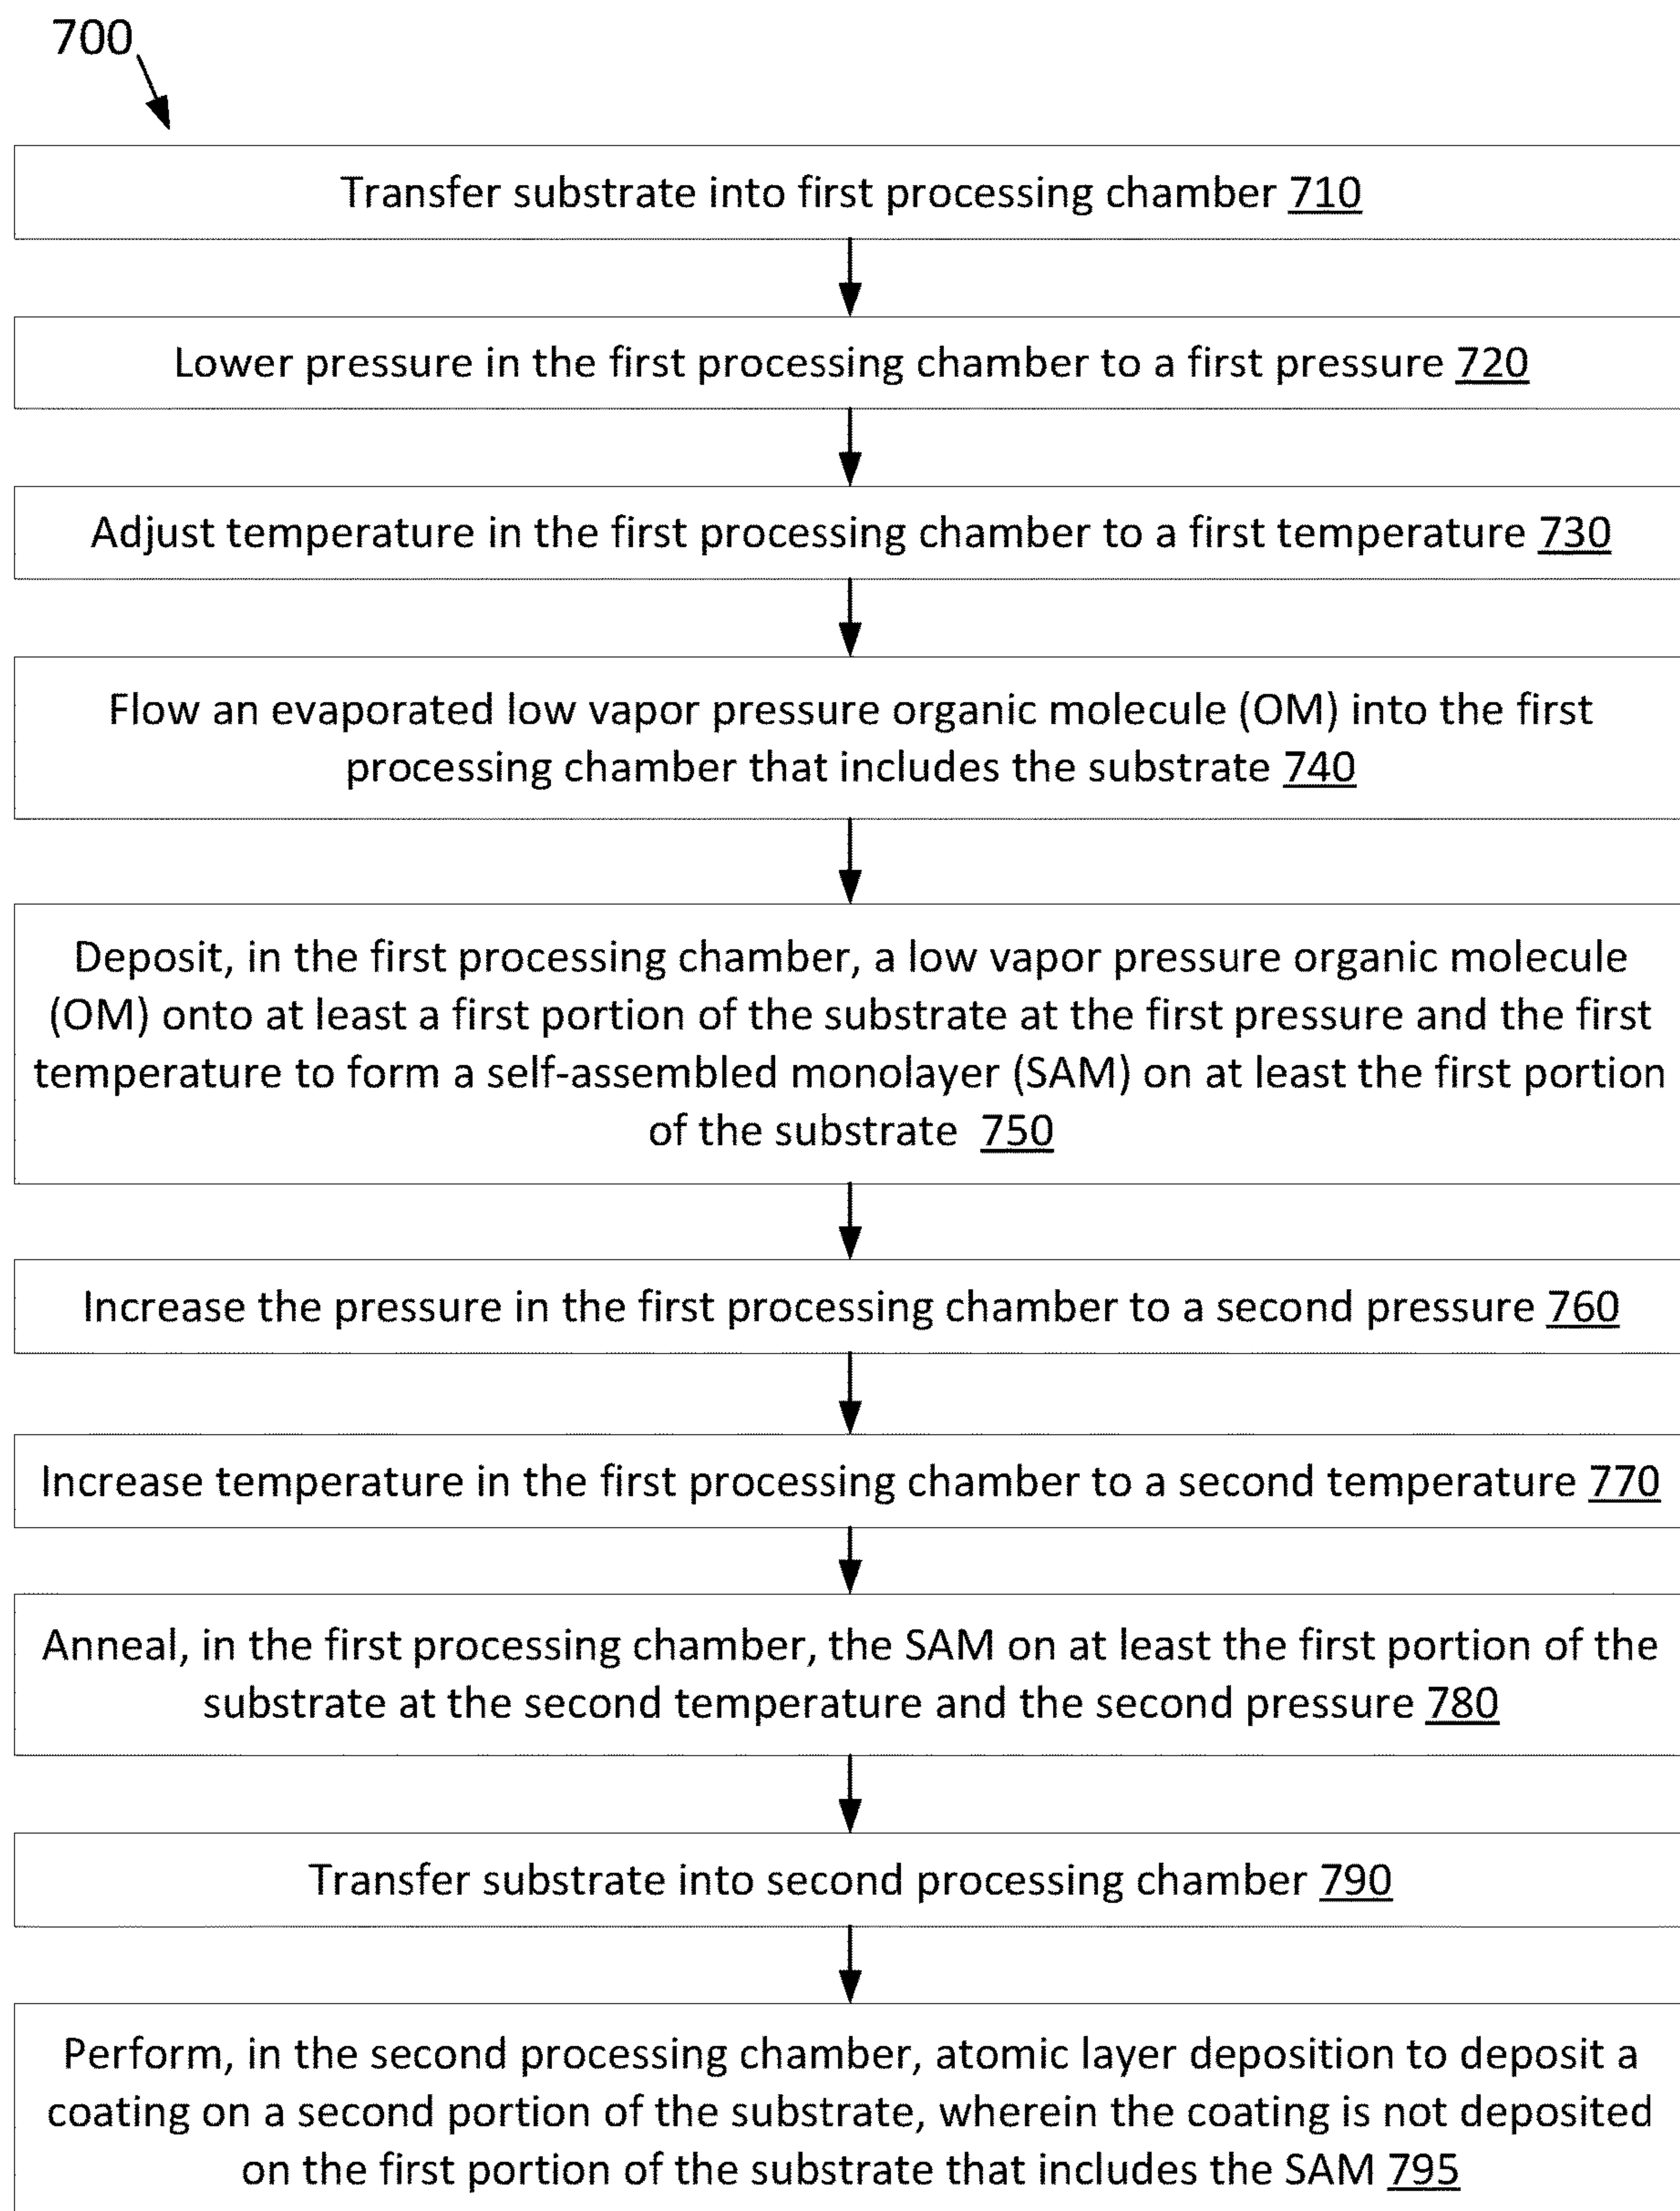 700
Transfer substrate into first processing chamber 710
Lower pressure in the first processing chamber to a first pressure 720
Adjust temperature in the first processing chamber to a first temperature 730
Flow an evaporated low vapor pressure organic molecule (OM) into the first
processing chamber that includes the substrate 740
Deposit, in the first processing chamber, a low vapor pressure organic molecule
(OM) onto at least a first portion of the substrate at the first pressure and the first
temperature to form a self-assembled monolayer (SAM) on at least the first portion
of the substrate 750
Increase the pressure in the first processing chamber to a second pressure 760
Increase temperature in the first processing chamber to a second temperature 770
Anneal, in the first processing chamber, the SAM on at least the first portion of the
substrate at the second temperature and the second pressure 780
Transfer substrate into second processing chamber 790
Perform, in the second processing chamber, atomic layer deposition to deposit a
coating on a second portion of the substrate, wherein the coating is not deposited
on the first portion of the substrate that includes the SAM 795